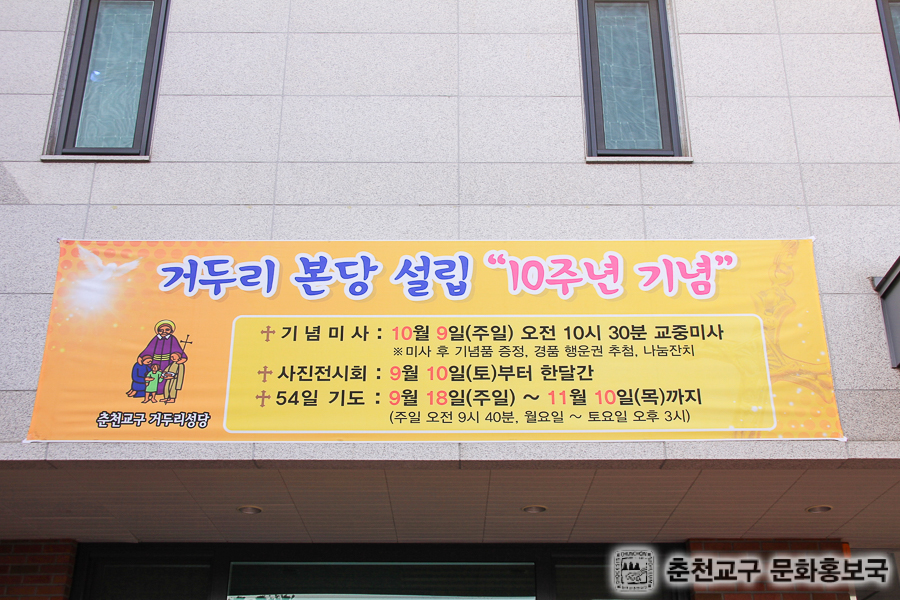 거두리 본당 설립 “10주년 기념”
기념미사 : 10월 9일(주일) 오전 10시 30분 교중미사
※미사 후 기념품 증정, 경품 행운권 추첨, 나눔잔치
사진전시회 : 9월 10일(토)부터 한달간
54일 기도 : 9월 18일(주일) ~ 11월 10일(목)까지
(주일 오전 9시 40분, 월요일 ~ 토요일 오후 3시)
춘천교구 거두리성당
춘천교구 문화홍보국